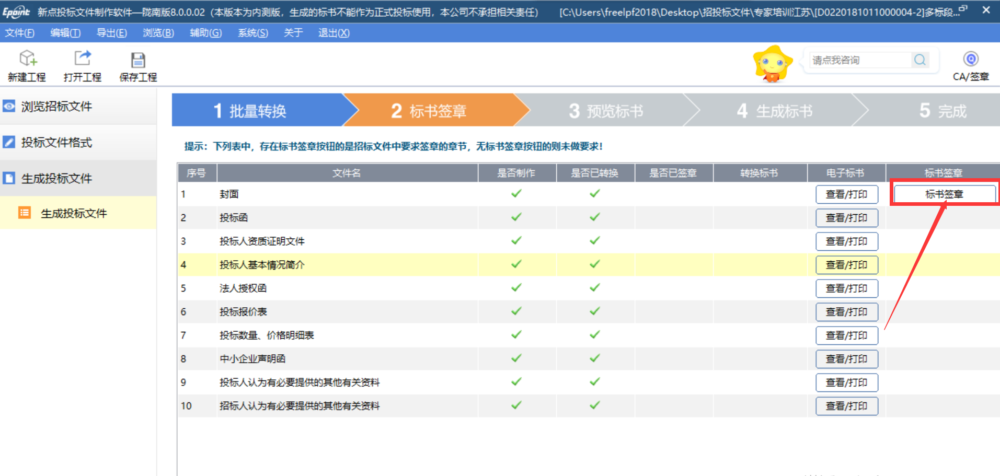 Epoint 新点投标文件制作软件—陇南版8.0.0.02（本版本为内测版，生成的标书不能作为正式投标使用，本公司不承担相关责任） [C:\Users\freelpf2018\Desktop\招投标文件\专家培训江苏\[D0220181011000004-2]多标段...
文件(F) 编辑(T) 导出(E) 浏览(B) 辅助(G) 系统(S) 关于 退出(X)
新建工程 打开工程 保存工程 请点我咨询 CA/签章
浏览招标文件
投标文件格式
生成投标文件
生成投标文件
1 批量转换 2 标书签章 3 预览标书 4 生成标书 5 完成
提示：下列表中，存在标书签章按钮的是招标文件中要求签章的章节，无标书签章按钮的则未做要求！
序号 文件名 是否制作 是否已转换 是否已签章 转换标书 电子标书 标书签章
1 封面 查看/打印 标书签章
2 投标函 查看/打印
3 投标人资质证明文件 查看/打印
4 投标人基本情况简介 查看/打印
5 法人授权函 查看/打印
6 投标报价表 查看/打印
7 投标数量、价格明细表 查看/打印
8 中小企业声明函 查看/打印
9 投标人认为有必要提供的其他有关资料 查看/打印
10 招标人认为有必要提供的其他有关资料 查看/打印